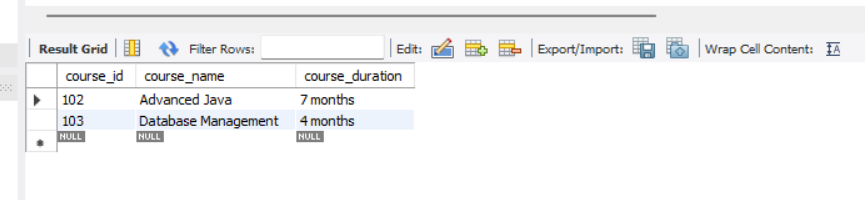 Result Grid Filter Rows: Edit: Export/Import: Wrap Cell Content: IA
course_id course_name course_duration
102 Advanced Java 7 months
103 Database Management 4 months
NULL NULL NULL